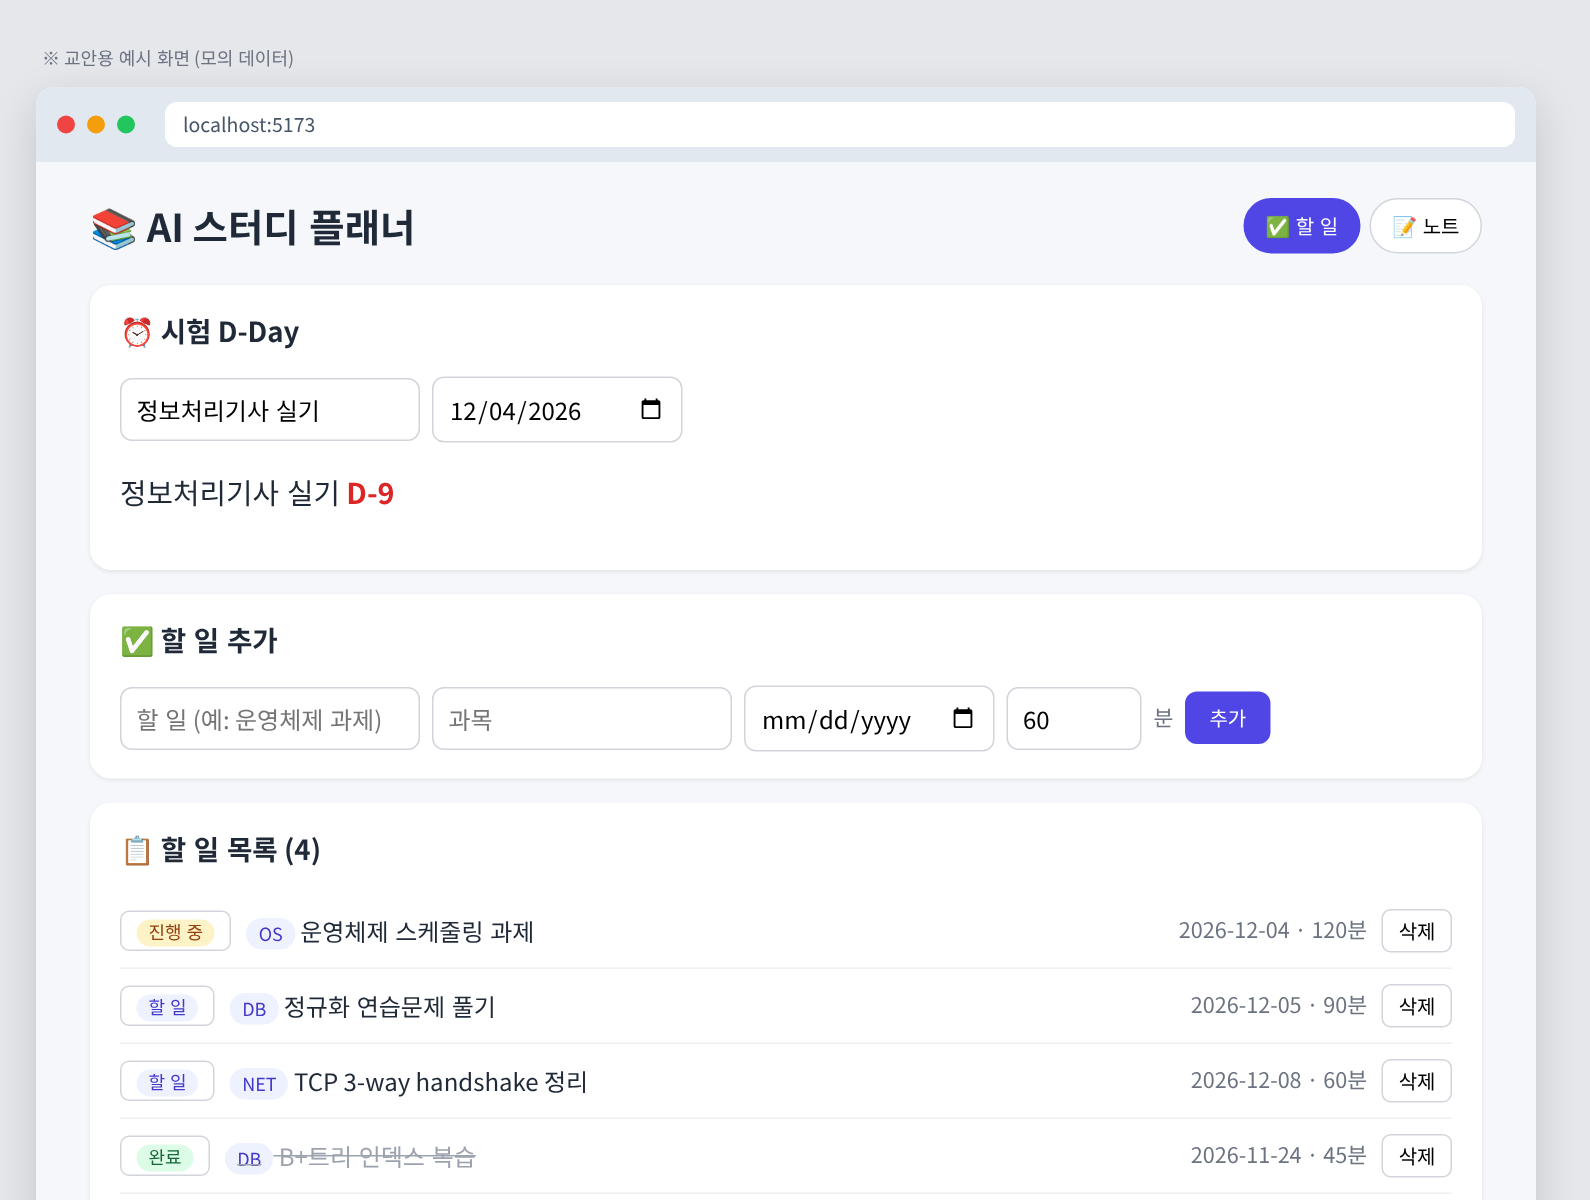 ※ 교안용 예시 화면 (모의 데이터)
localhost:5173
📚 AI 스터디 플래너
✅ 할 일
📝 노트
⏰ 시험 D-Day
정보처리기사 실기
12/04/2026
정보처리기사 실기 D-9
✅ 할 일 추가
할 일 (예: 운영체제 과제)
과목
mm/dd/yyyy
60
분
추가
📋 할 일 목록 (4)
진행 중 OS 운영체제 스케줄링 과제 2026-12-04 · 120분 삭제
할 일 DB 정규화 연습문제 풀기 2026-12-05 · 90분 삭제
할 일 NET TCP 3-way handshake 정리 2026-12-08 · 60분 삭제
완료 DB B+트리 인덱스 복습 2026-11-24 · 45분 삭제